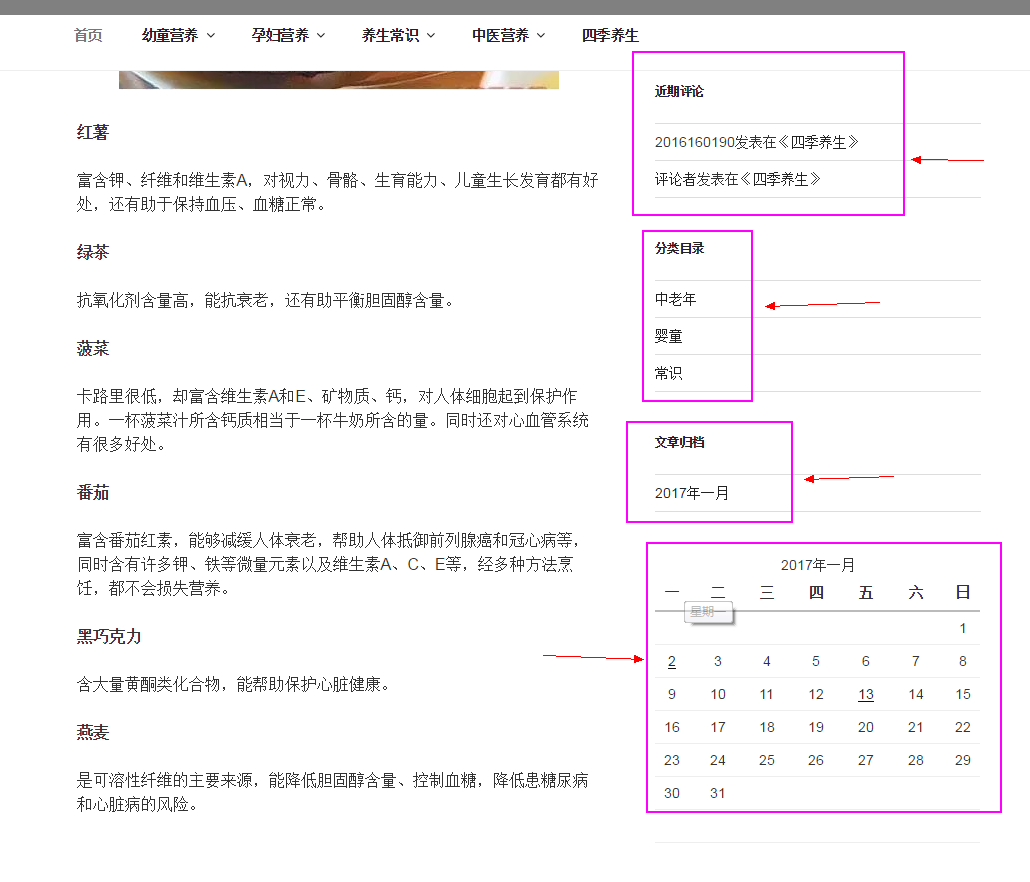 首页 幼童营养 孕妇营养 养生常识 中医营养 四季养生
红薯
富含钾、纤维和维生素A，对视力、骨骼、生育能力、儿童生长发育都有好
处，还有助于保持血压、血糖正常。
绿茶
抗氧化剂含量高，能抗衰老，还有助平衡胆固醇含量。
菠菜
卡路里很低，却富含维生素A和E、矿物质、钙，对人体细胞起到保护作
用。一杯菠菜汁所含钙质相当于一杯牛奶所含的量。同时还对心血管系统
有很多好处。
番茄
富含番茄红素，能够减缓人体衰老，帮助人体抵御前列腺癌和冠心病等，
同时含有许多钾、铁等微量元素以及维生素A、C、E等，经多种方法烹
饪，都不会损失营养。
黑巧克力
含大量黄酮类化合物，能帮助保护心脏健康。
燕麦
是可溶性纤维的主要来源，能降低胆固醇含量、控制血糖，降低患糖尿病
和心脏病的风险。
近期评论
2016160190发表在《四季养生》
评论者发表在《四季养生》
分类目录
中老年
婴童
常识
文章归档
2017年一月
2017年一月
一 二 三 四 五 六 日
星期一
1
2 3 4 5 6 7 8
9 10 11 12 13 14 15
16 17 18 19 20 21 22
23 24 25 26 27 28 29
30 31